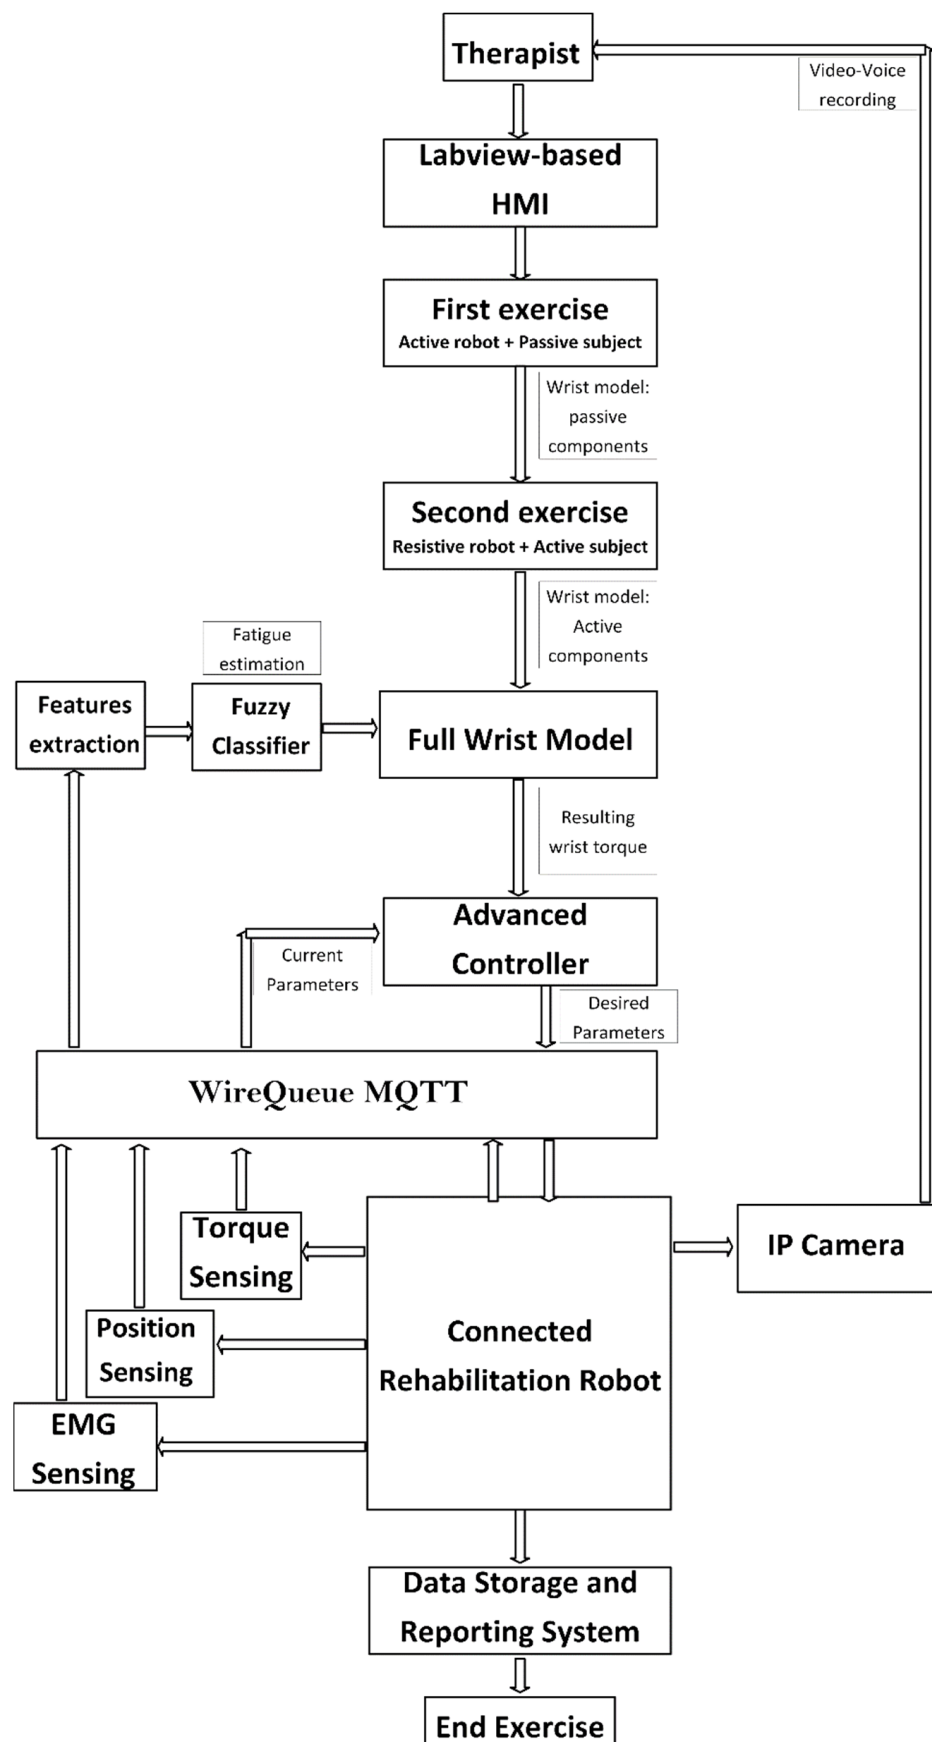 Therapist
Video-Voice
recording
Labview-based
HMI
First exercise
Active robot + Passive subject
Wrist model:
passive
components
Second exercise
Resistive robot + Active subject
Wrist model:
Active
components
Fatigue
estimation
Features
extraction
Fuzzy
Classifier
Full Wrist Model
Resulting
wrist torque
Advanced
Controller
Current
Parameters
Desired
Parameters
WireQueue MQTT
Torque
Sensing
IP Camera
Position
Sensing
Connected
Rehabilitation Robot
EMG
Sensing
Data Storage and
Reporting System
End Exercise